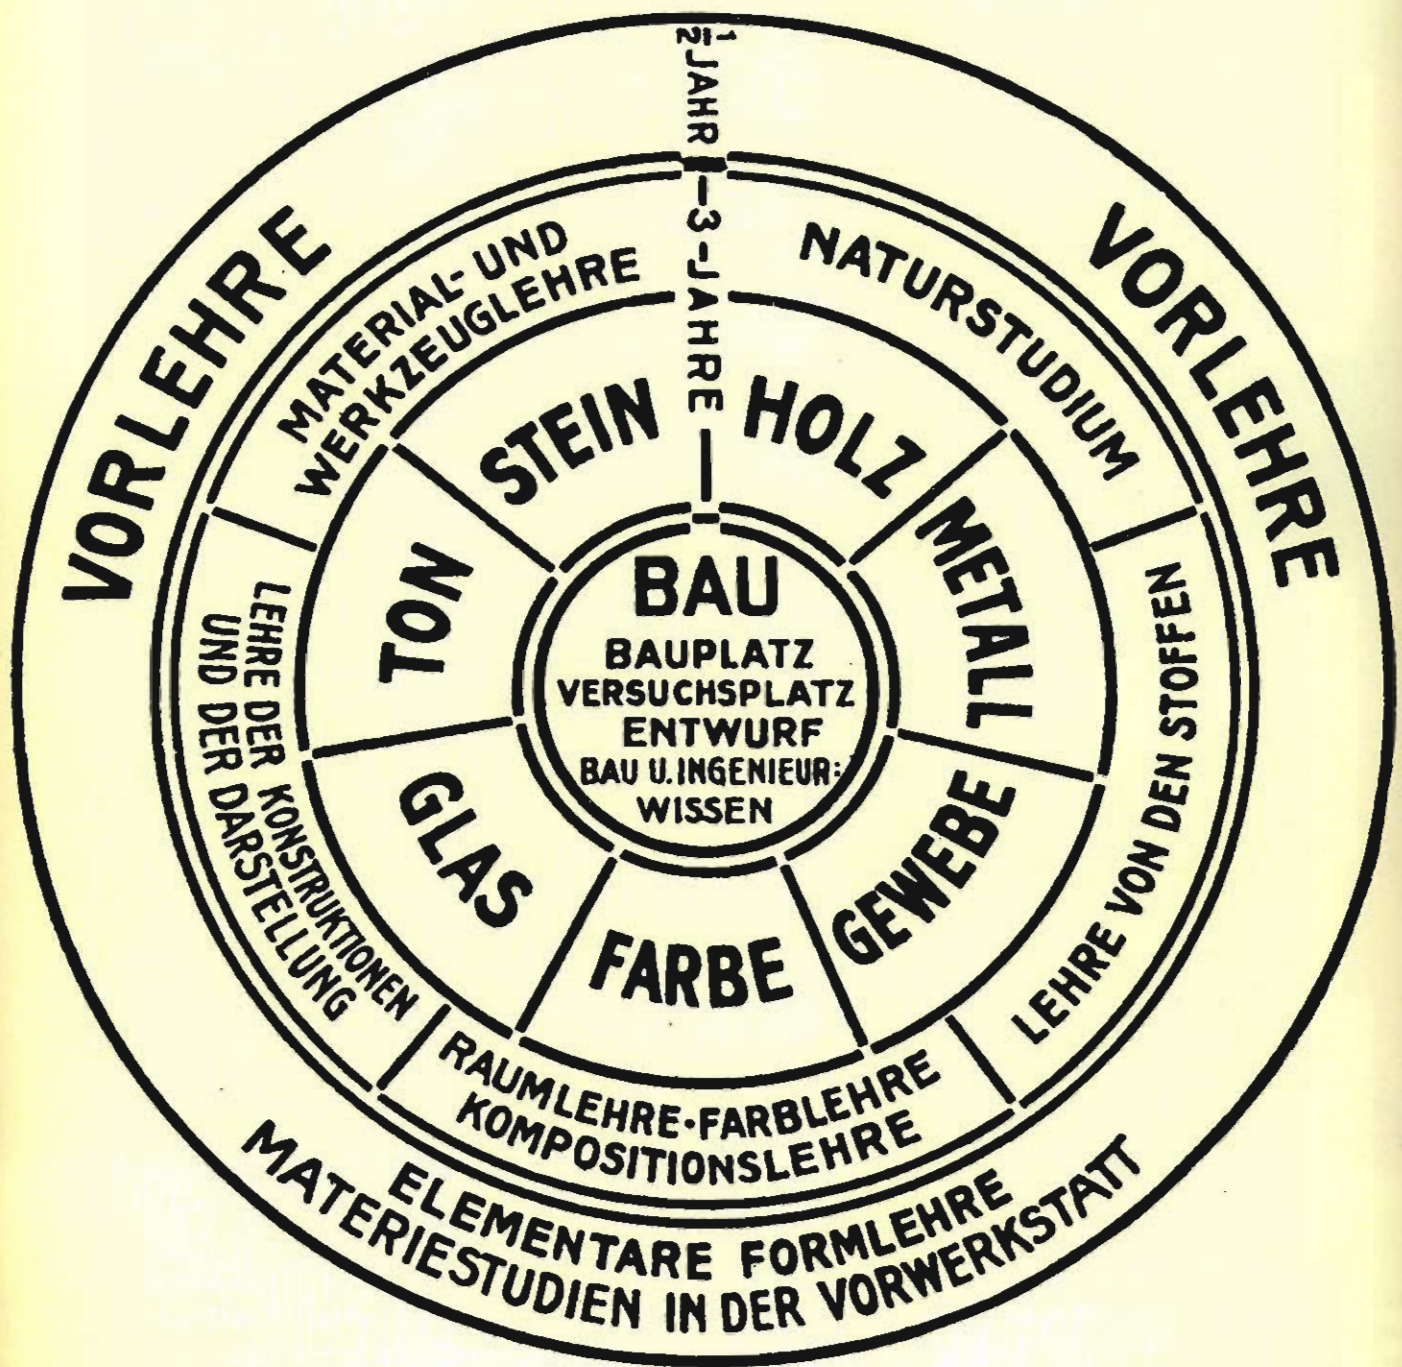 ½ JAHR
3-JAHRE
VORLEHRE
VORLEHRE
ELEMENTARE FORMLEHRE
MATERIESTUDIEN IN DER VORWERKSTATT
MATERIAL- UND
WERKZEUGLEHRE
NATURSTUDIUM
LEHRE VON DEN STOFFEN
RAUMLEHRE·FARBLEHRE
KOMPOSITIONSLEHRE
LEHRE DER KONSTRUKTIONEN
UND DER DARSTELLUNG
STEIN
HOLZ
METALL
GEWEBE
FARBE
GLAS
TON
BAU
BAUPLATZ
VERSUCHSPLATZ
ENTWURF
BAU U. INGENIEUR:
WISSEN